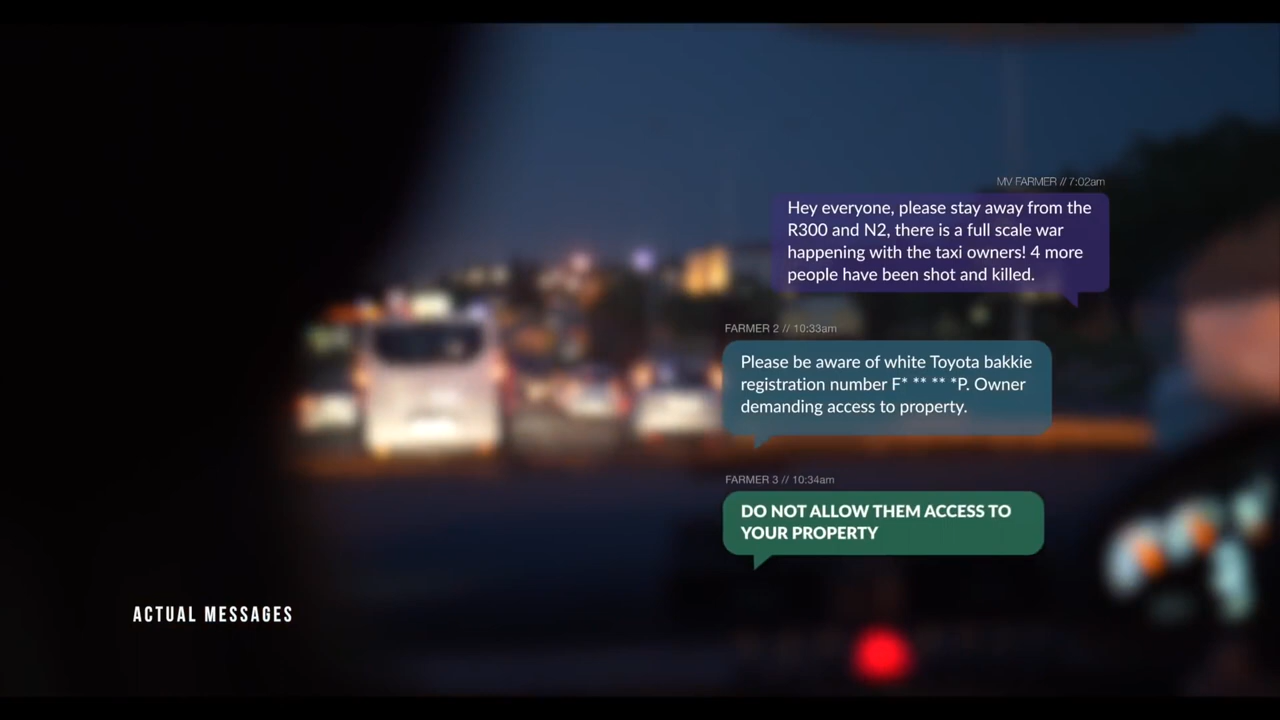 MV FARMER // 7:02am
Hey everyone, please stay away from the
R300 and N2, there is a full scale war
happening with the taxi owners! 4 more
people have been shot and killed.
FARMER 2 // 10:33am
Please be aware of white Toyota bakkie
registration number F* ** ** *P. Owner
demanding access to property.
FARMER 3 // 10:34am
DO NOT ALLOW THEM ACCESS TO
YOUR PROPERTY
ACTUAL MESSAGES